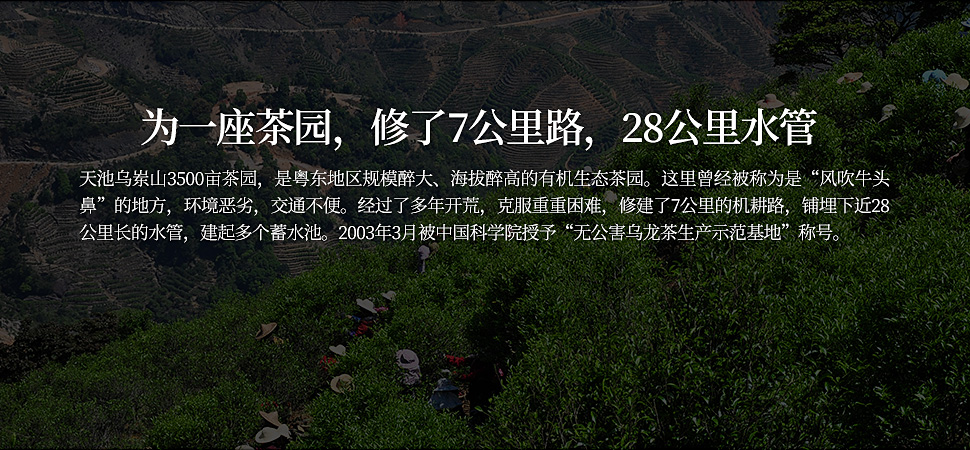 为一座茶园，修了7公里路，28公里水管
天池乌岽山3500亩茶园，是粤东地区规模醉大、海拔醉高的有机生态茶园。这里曾经被称为是“风吹牛头
鼻”的地方，环境恶劣，交通不便。经过了多年开荒，克服重重困难，修建了7公里的机耕路，铺埋下近28
公里长的水管，建起多个蓄水池。2003年3月被中国科学院授予“无公害乌龙茶生产示范基地”称号。